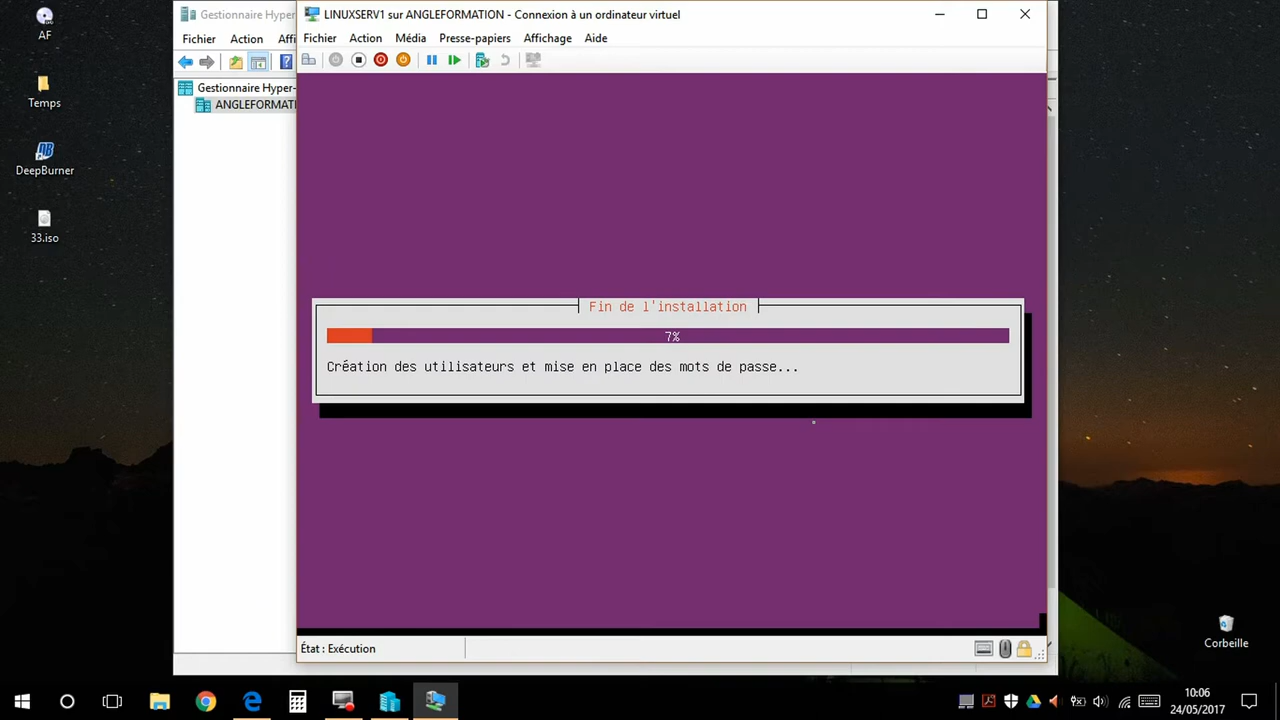 AF
Temps
DeepBurner
33.iso
Gestionnaire Hyper
Fichier
Action
Affi
Gestionnaire Hyper-
ANGLEFORMATI
LINUXSERV1 sur ANGLEFORMATION - Connexion à un ordinateur virtuel
Fichier Action Média Presse-papiers Affichage Aide
Fin de l'installation
7%
Création des utilisateurs et mise en place des mots de passe...
État : Exécution
Corbeille
10:06
24/05/2017